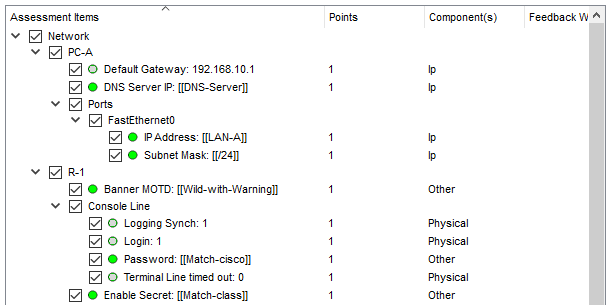 Assessment Items Points Component(s) Feedback W
Network
PC-A
Default Gateway: 192.168.10.1 1 Ip
DNS Server IP: [[DNS-Server]] 1 Ip
Ports
FastEthernet0
IP Address: [[LAN-A]] 1 Ip
Subnet Mask: [[/24]] 1 Ip
R-1
Banner MOTD: [[Wild-with-Warning]] 1 Other
Console Line
Logging Synch: 1 1 Physical
Login: 1 1 Physical
Password: [[Match-cisco]] 1 Other
Terminal Line timed out: 0 1 Physical
Enable Secret: [[Match-class]] 1 Other